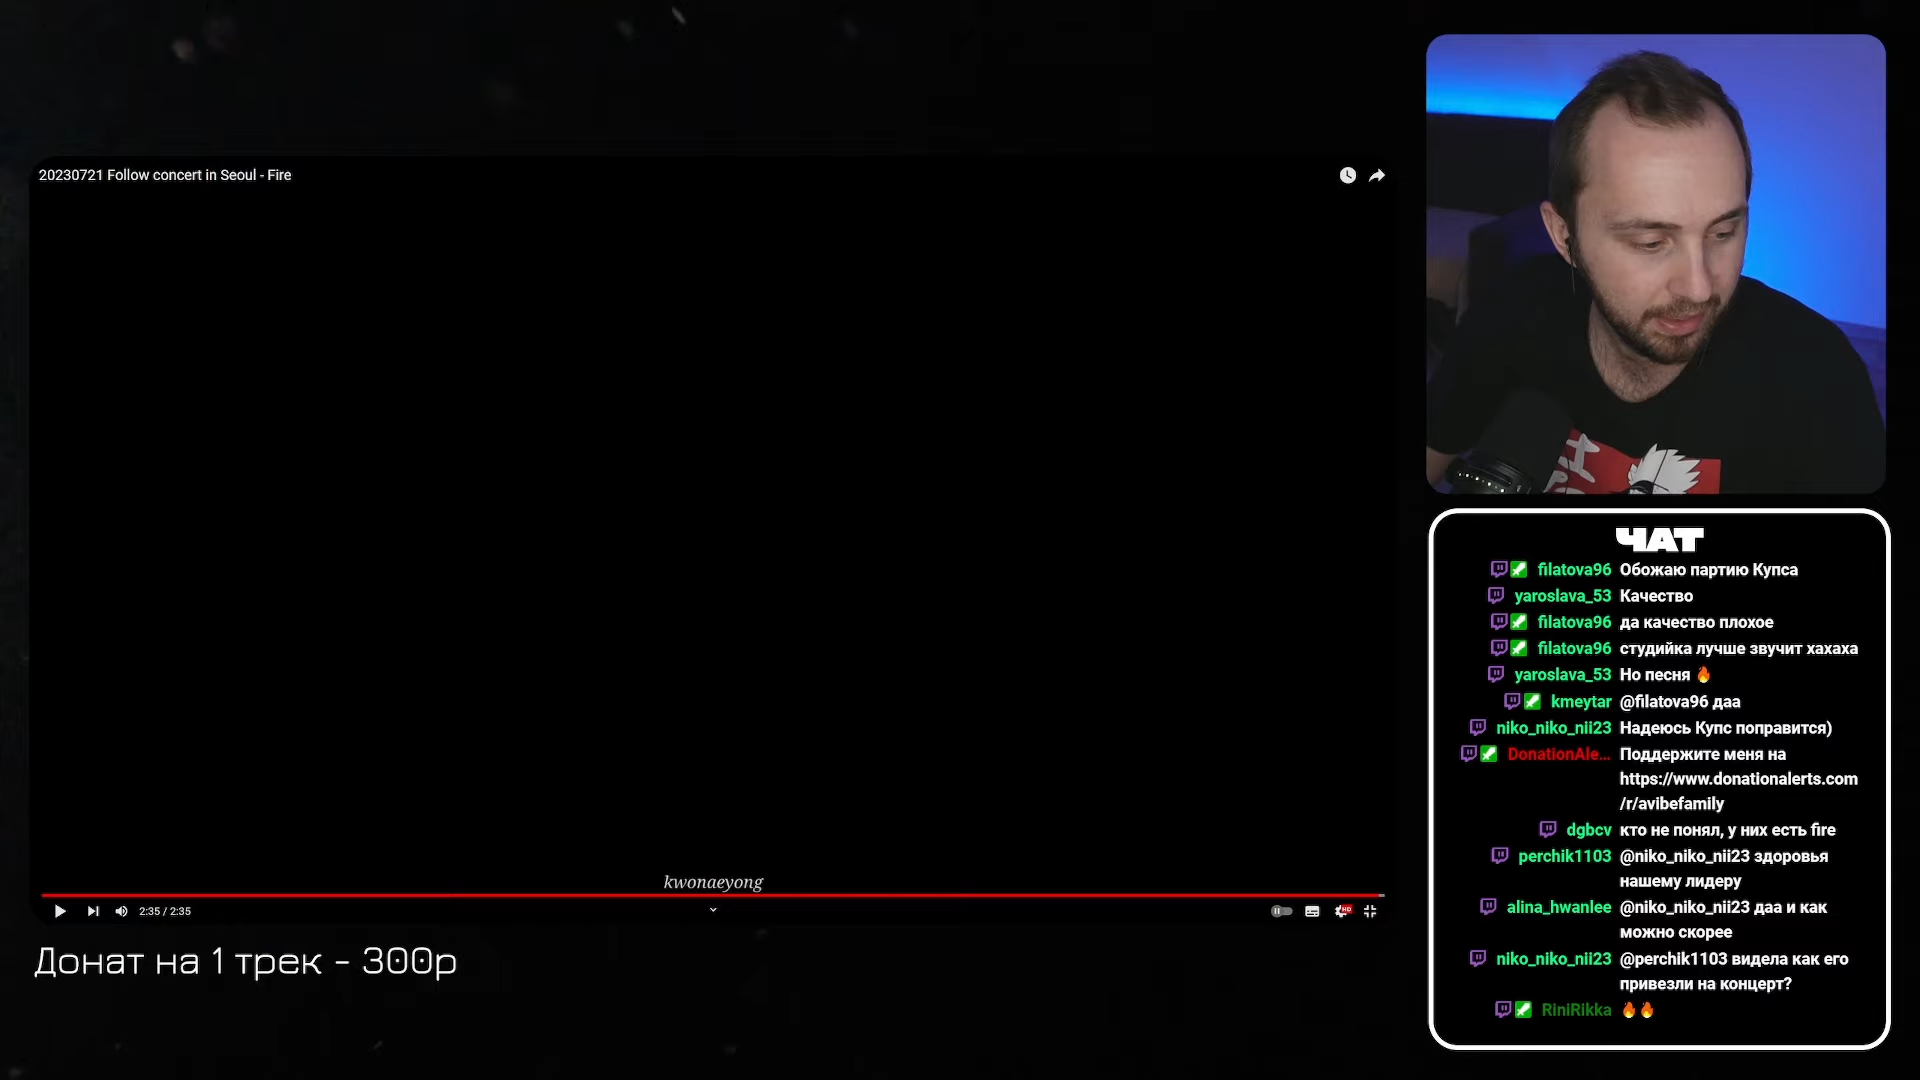 20230721 Follow concert in Seoul - Fire
kwonaeyong
2:35 / 2:35
HD
Донат на 1 трек - 300р
ЧАТ
filatova96 Обожаю партию Купса
yaroslava_53 Качество
filatova96 да качество плохое
filatova96 студийка лучше звучит хахаха
yaroslava_53 Но песня 🔥
kmeytar @filatova96 даа
niko_niko_nii23 Надеюсь Купс поправится)
DonationAle... Поддержите меня на
https://www.donationalerts.com
/r/avibefamily
dgbcv кто не понял, у них есть fire
perchik1103 @niko_niko_nii23 здоровья
нашему лидеру
alina_hwanlee @niko_niko_nii23 даа и как
можно скорее
niko_niko_nii23 @perchik1103 видела как его
привезли на концерт?
RiniRikka 🔥🔥